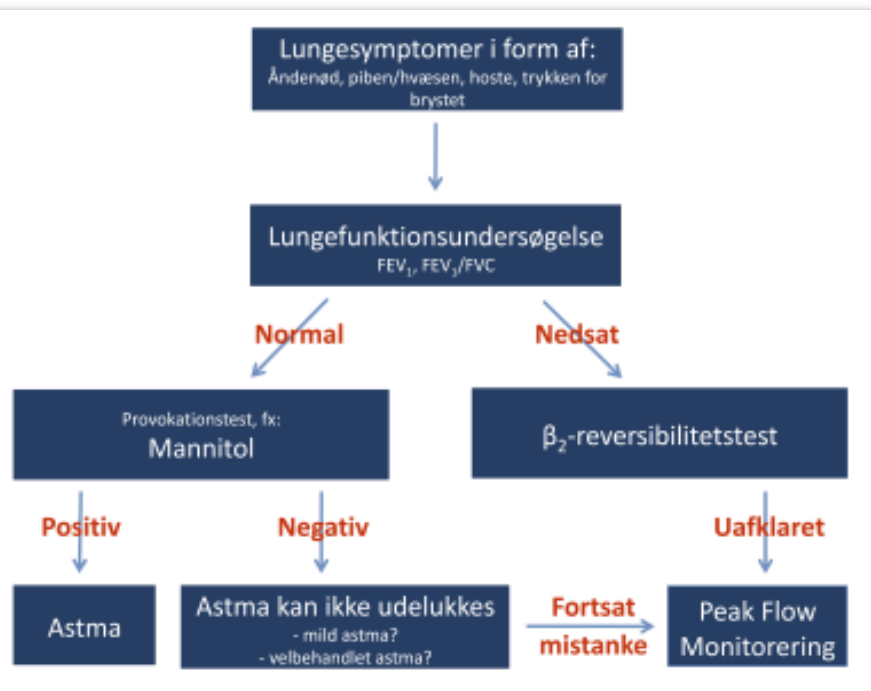 Lungesymptomer i form af:
Åndenød, piben/hvæsen, hoste, trykken for
brystet
Lungefunktionsundersøgelse
FEV₁, FEV₁/FVC
Normal
Nedsat
Provokationstest, fx:
Mannitol
β₂-reversibilitetstest
Positiv
Negativ
Uafklaret
Astma
Astma kan ikke udelukkes
- mild astma?
- velbehandlet astma?
Fortsat
mistanke
Peak Flow
Monitorering